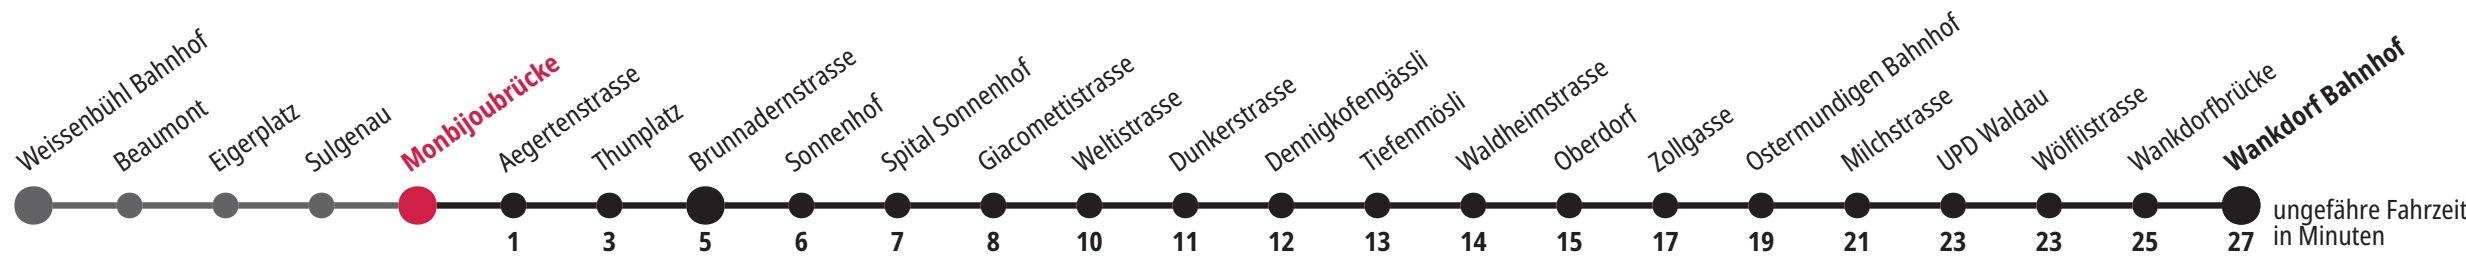 Weissenbühl Bahnhof
Beaumont
Eigerplatz
Sulgenau
Monbijoubrücke
Aegertenstrasse
Thunplatz
Brunnadernstrasse
Sonnenhof
Spital Sonnenhof
Giacomettistrasse
Weltistrasse
Dunkerstrasse
Dennigkofengässli
Tiefenmösli
Waldheimstrasse
Oberdorf
Zollgasse
Ostermundigen Bahnhof
Milchstrasse
UPD Waldau
Wölflistrasse
Wankdorfbrücke
Wankdorf Bahnhof
1 3 5 6 7 8 10 11 12 13 14 15 17 19 21 23 23 25 27
ungefähre Fahrzeit
in Minuten